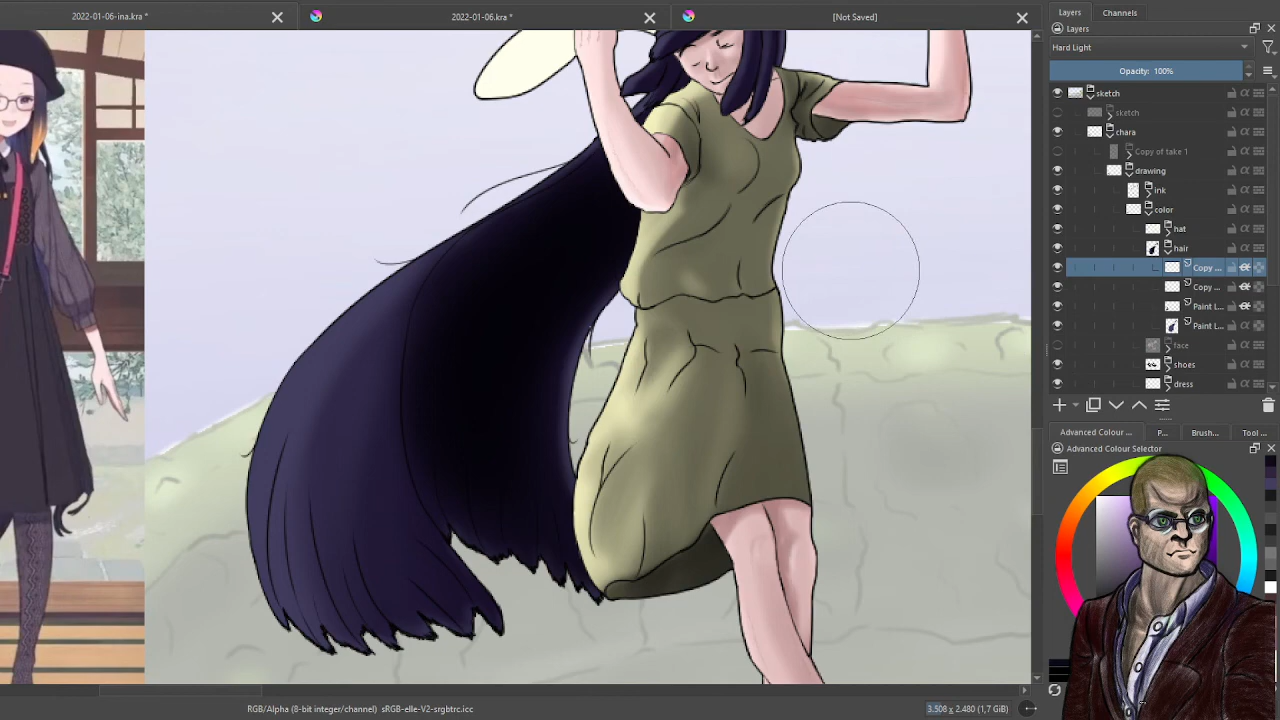 2022-01-06-ina.kra *
2022-01-06.kra *
[Not Saved]
Layers
Channels
Layers
Hard Light
Opacity: 100%
sketch
sketch
chara
Copy of take 1
drawing
ink
color
hat
hair
Copy ...
Copy ...
Paint L...
Paint L...
face
shoes
dress
Advanced Colour ...
P...
Brush...
Tool ...
Advanced Colour Selector
RGB/Alpha (8-bit integer/channel) sRGB-elle-V2-srgbtrc.icc
3.508 x 2.480 (1,7 GiB)